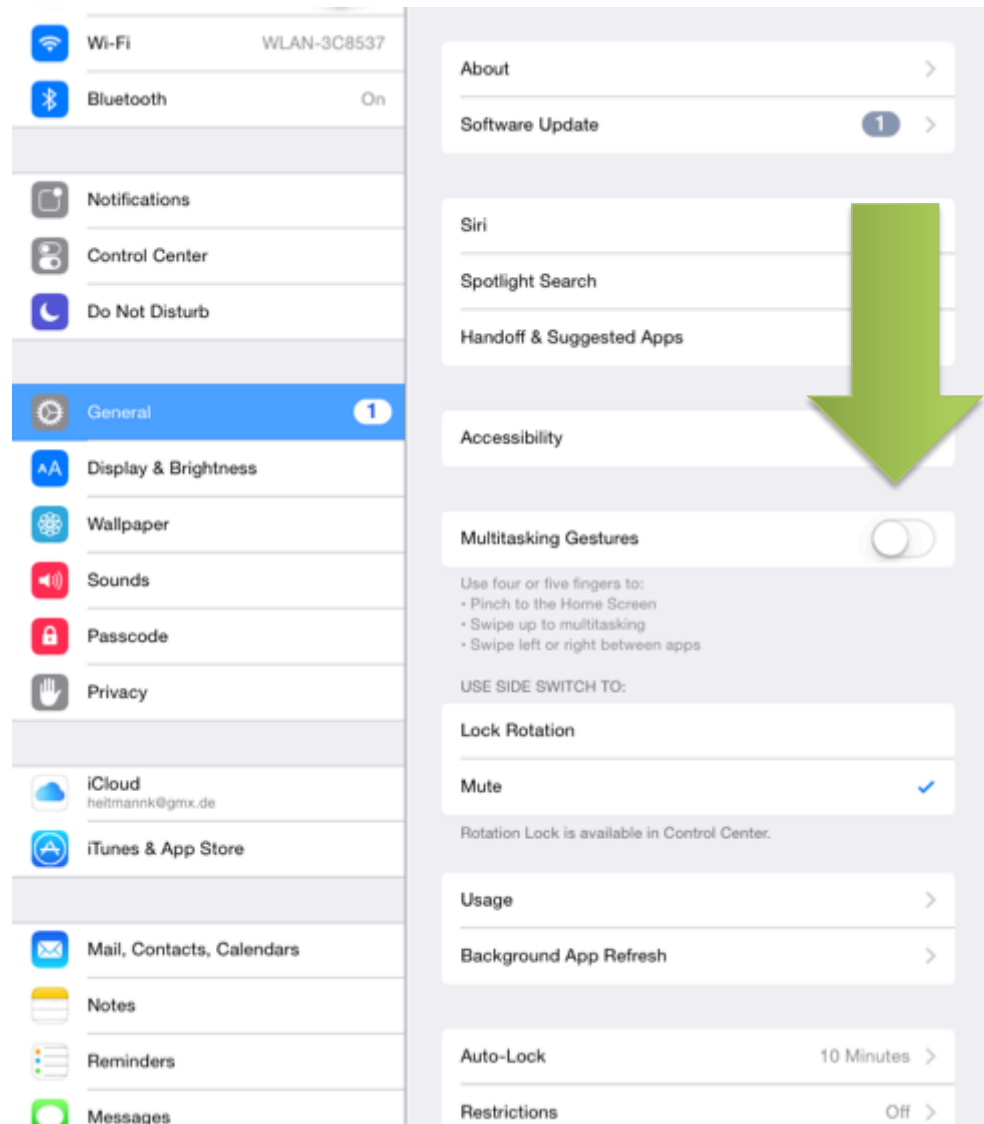 Wi-Fi WLAN-3C8537
Bluetooth On
Notifications
Control Center
Do Not Disturb
General 1
AA Display & Brightness
Wallpaper
Sounds
Passcode
Privacy
iCloud
heitmannk@gmx.de
iTunes & App Store
Mail, Contacts, Calendars
Notes
Reminders
Messages
About
Software Update 1
Siri
Spotlight Search
Handoff & Suggested Apps
Accessibility
Multitasking Gestures
Use four or five fingers to:
• Pinch to the Home Screen
• Swipe up to multitasking
• Swipe left or right between apps
USE SIDE SWITCH TO:
Lock Rotation
Mute
Rotation Lock is available in Control Center.
Usage
Background App Refresh
Auto-Lock 10 Minutes
Restrictions Off